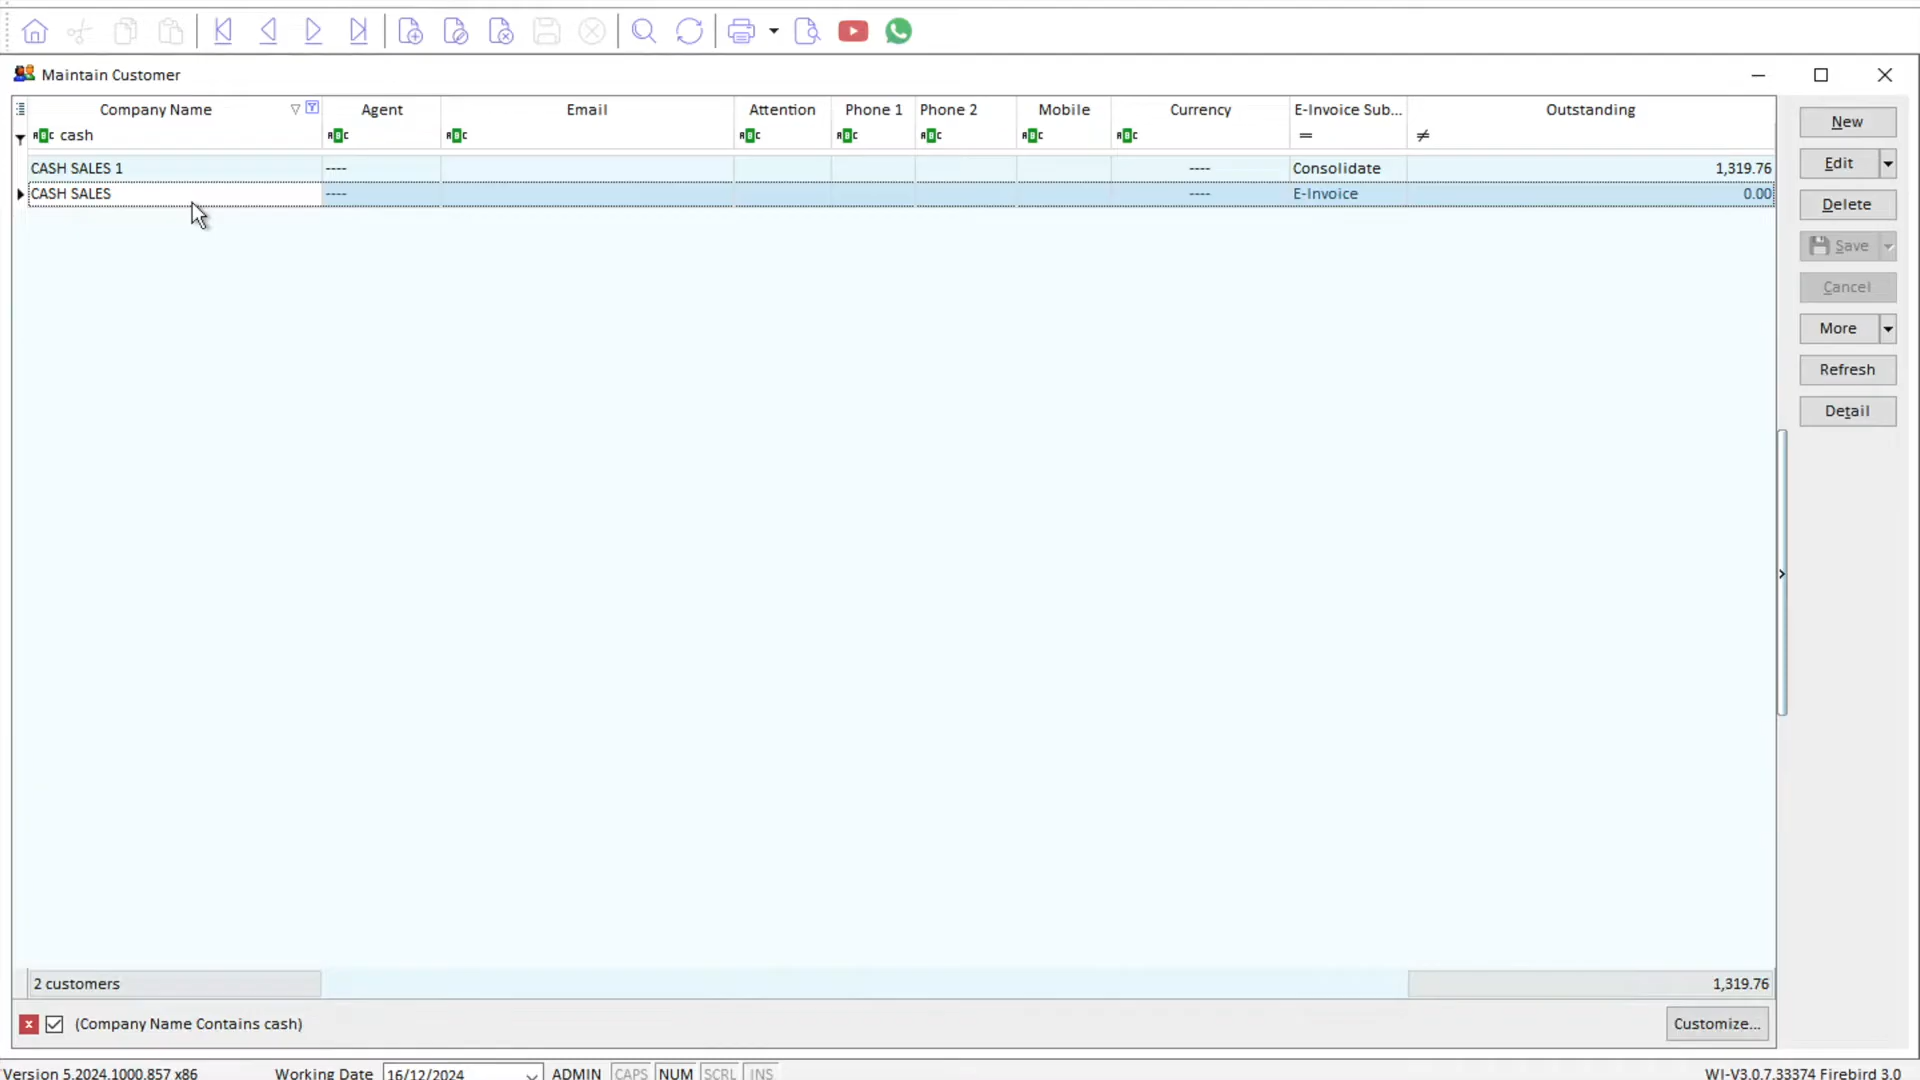 Maintain Customer
Company Name Agent Email Attention Phone 1 Phone 2 Mobile Currency E-Invoice Sub... Outstanding
cash = ≠
CASH SALES 1 ---- ---- Consolidate 1,319.76
CASH SALES ---- ---- E-Invoice 0.00
New
Edit
Delete
Save
Cancel
More
Refresh
Detail
2 customers 1,319.76
(Company Name Contains cash) Customize...
Version 5.2024.1000.857 x86 Working Date 16/12/2024 ADMIN CAPS NUM SCRL INS WI-V3.0.7.33374 Firebird 3.0